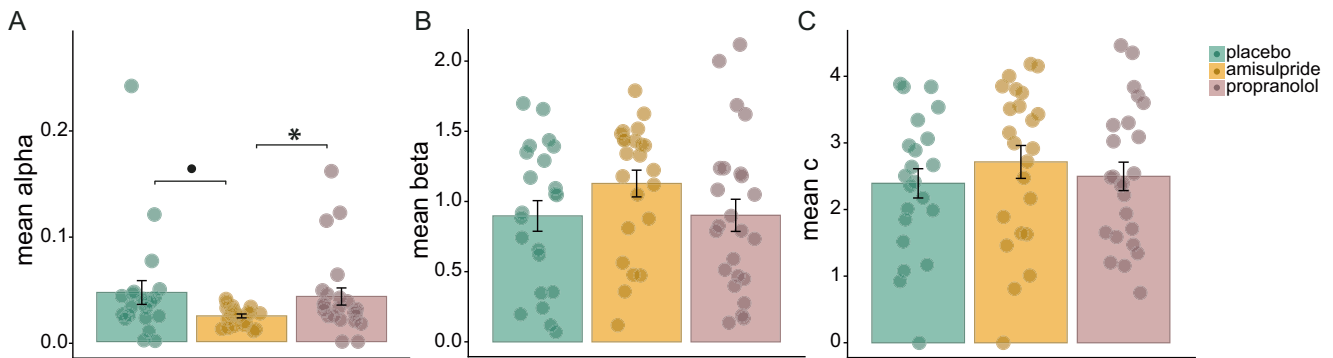 A
mean alpha
0.2
0.1
0.0
*
B
mean beta
2.0
1.5
1.0
0.5
0.0
C
mean c
4
3
2
1
0
placebo
amisulpride
propranolol